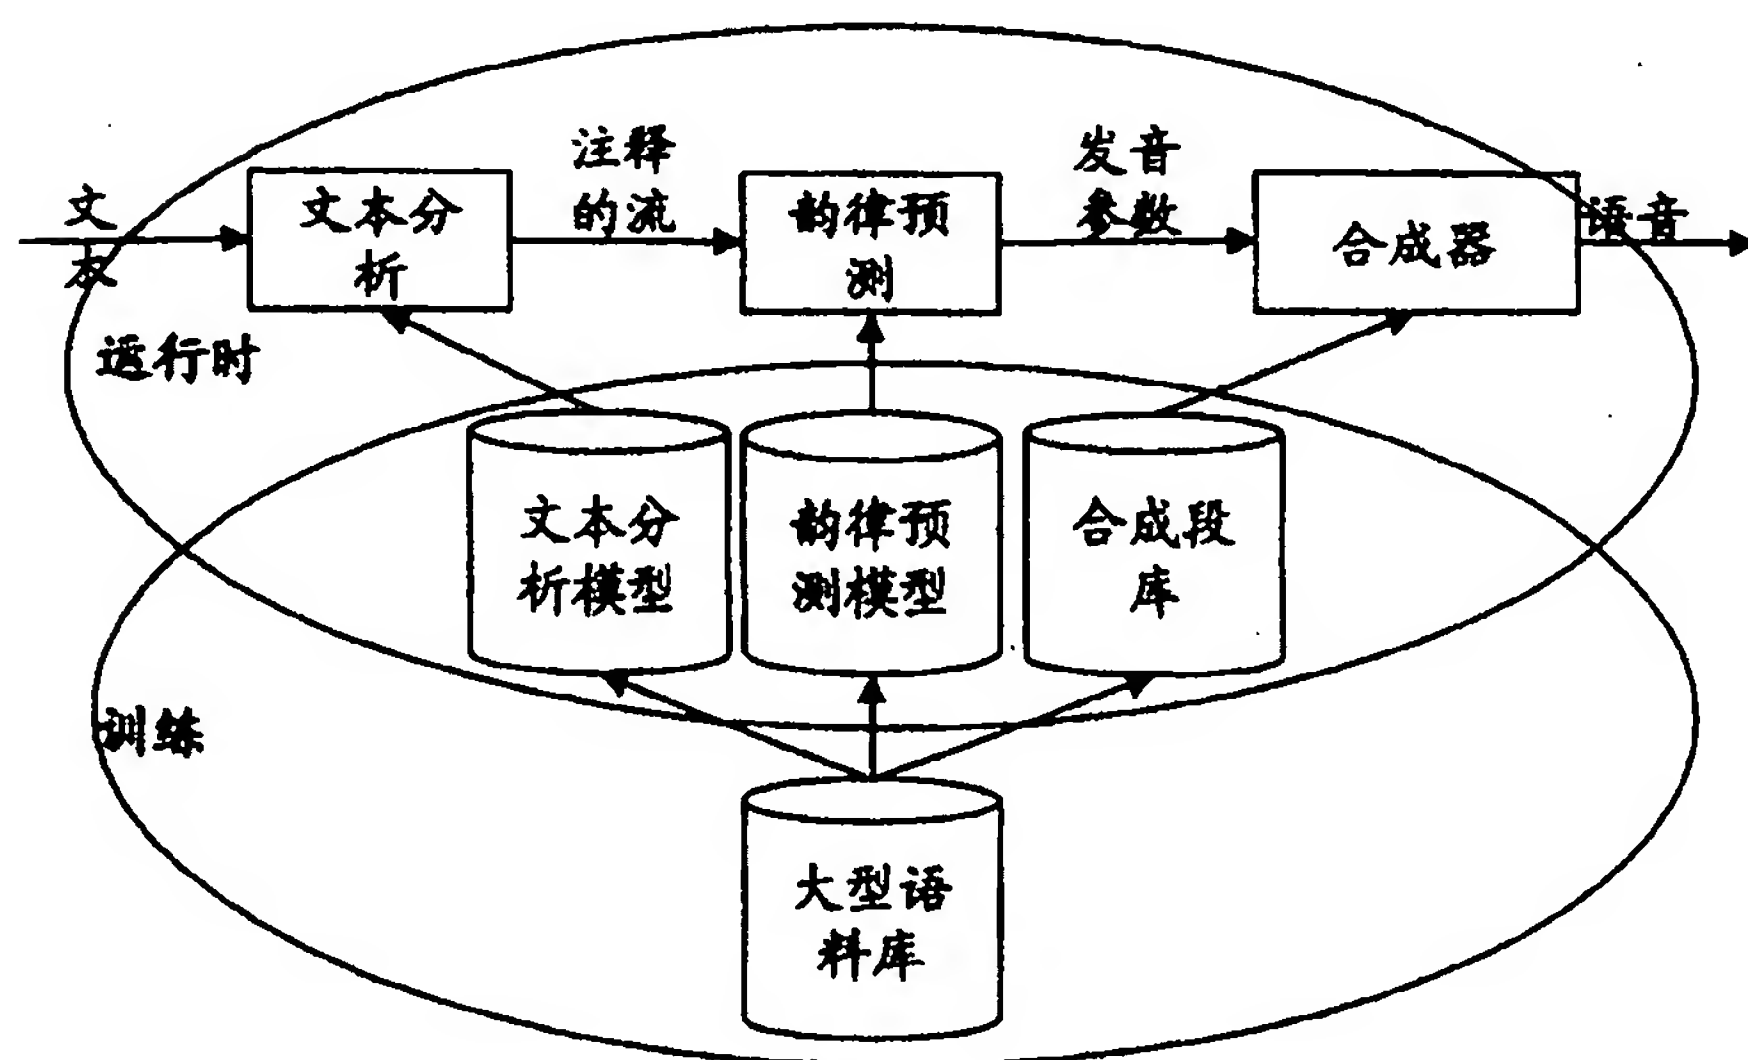 注释
的流
发音
参数
文
本
文本分
析
韵律预
测
合成器
语音
运行时
文本分
析模型
韵律预
测模型
合成段
库
训练
大型语
料库